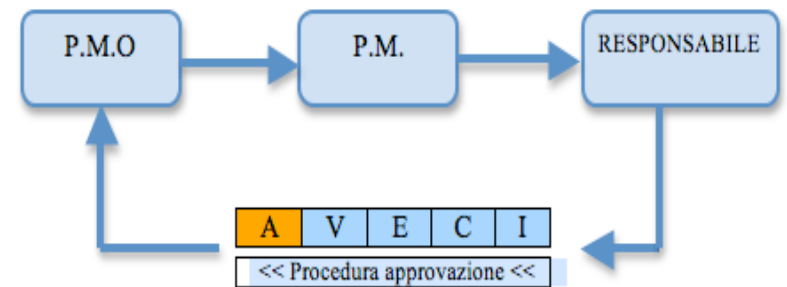 P.M.O
P.M.
RESPONSABILE
A V E C I
<< Procedura approvazione <<